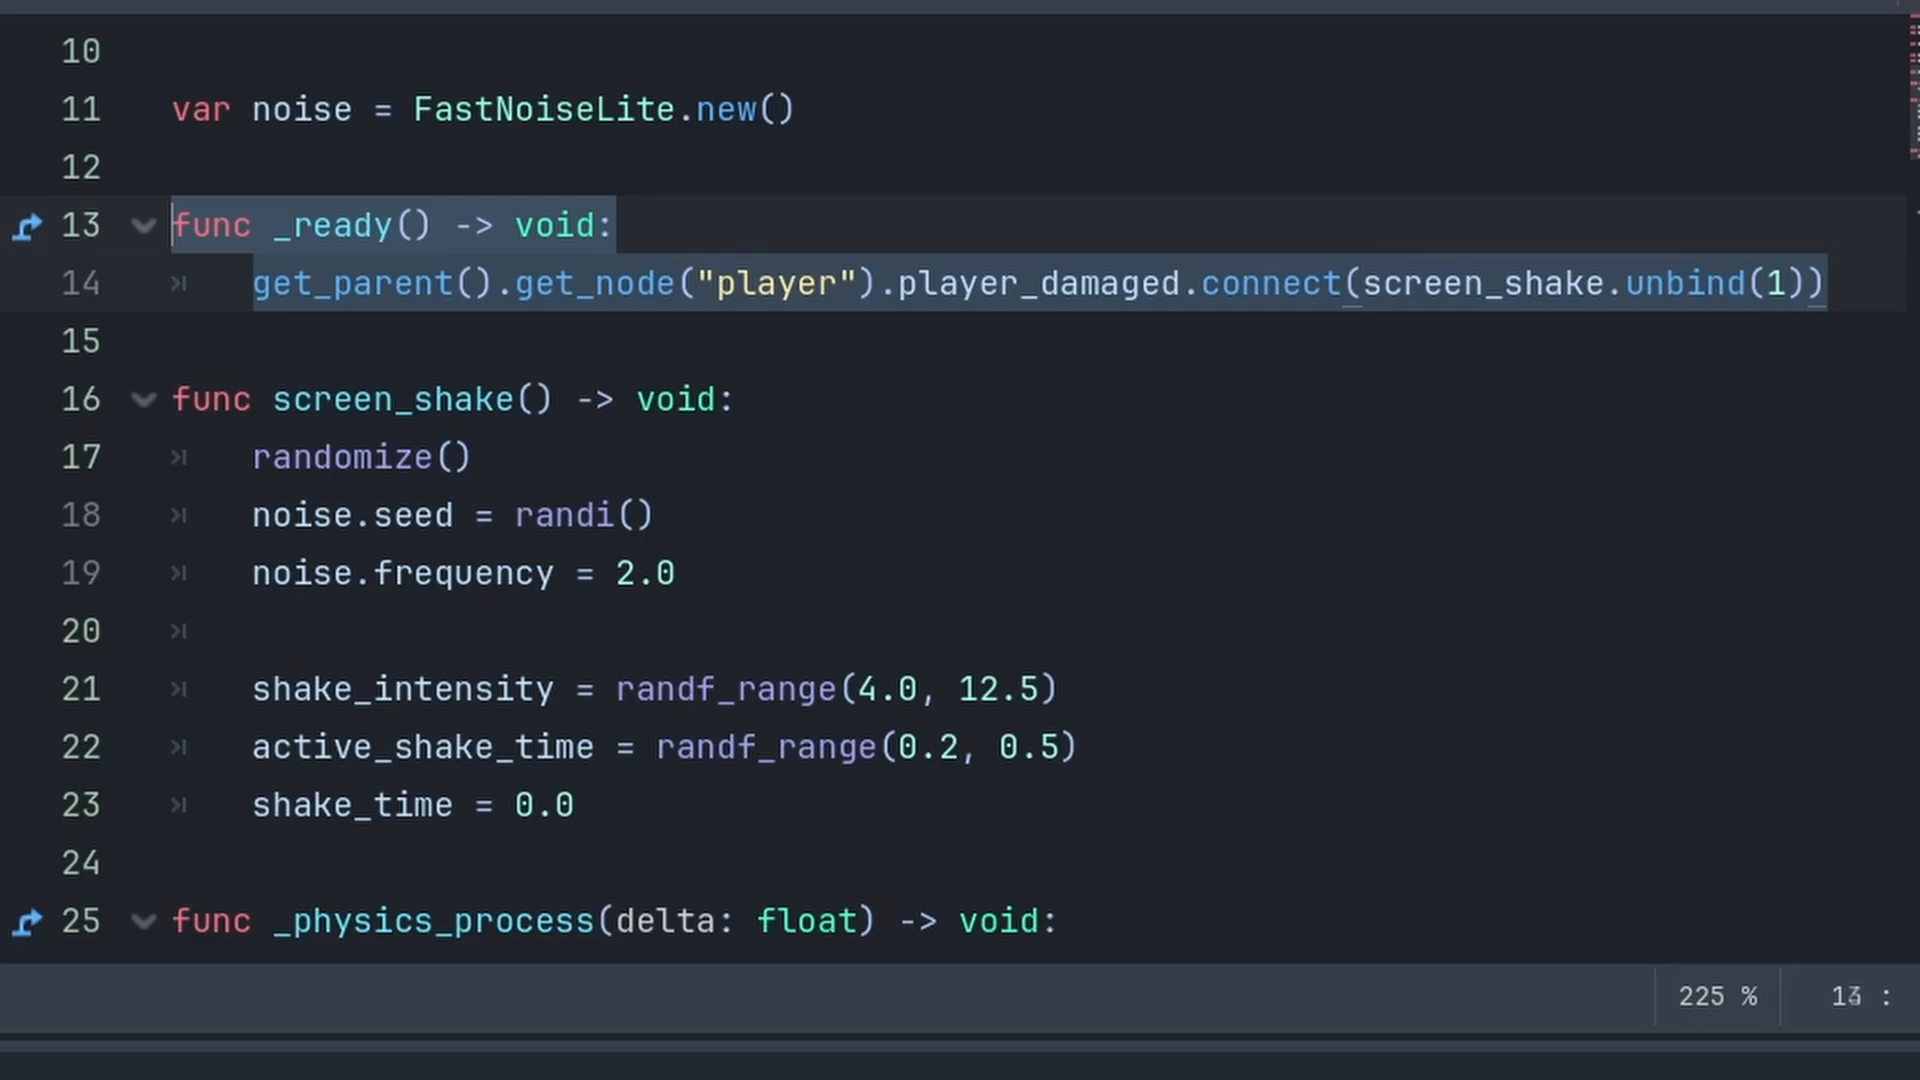 10
11 var noise = FastNoiseLite.new()
12
13 func _ready() -> void:
14 get_parent().get_node("player").player_damaged.connect(screen_shake.unbind(1))
15
16 func screen_shake() -> void:
17 randomize()
18 noise.seed = randi()
19 noise.frequency = 2.0
20
21 shake_intensity = randf_range(4.0, 12.5)
22 active_shake_time = randf_range(0.2, 0.5)
23 shake_time = 0.0
24
25 func _physics_process(delta: float) -> void:
225 %